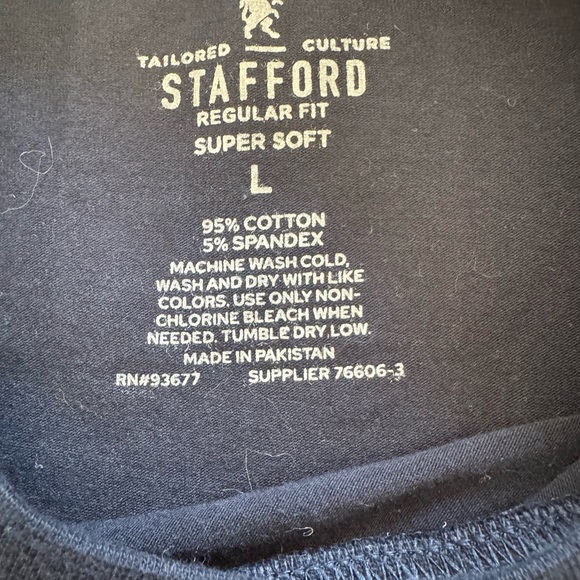 TAILORED CULTURE
STAFFORD
REGULAR FIT
SUPER SOFT
L
95% COTTON
5% SPANDEX
MACHINE WASH COLD,
WASH AND DRY WITH LIKE
COLORS. USE ONLY NON-
CHLORINE BLEACH WHEN
NEEDED. TUMBLE DRY LOW.
MADE IN PAKISTAN
RN#93677 SUPPLIER 76606-3